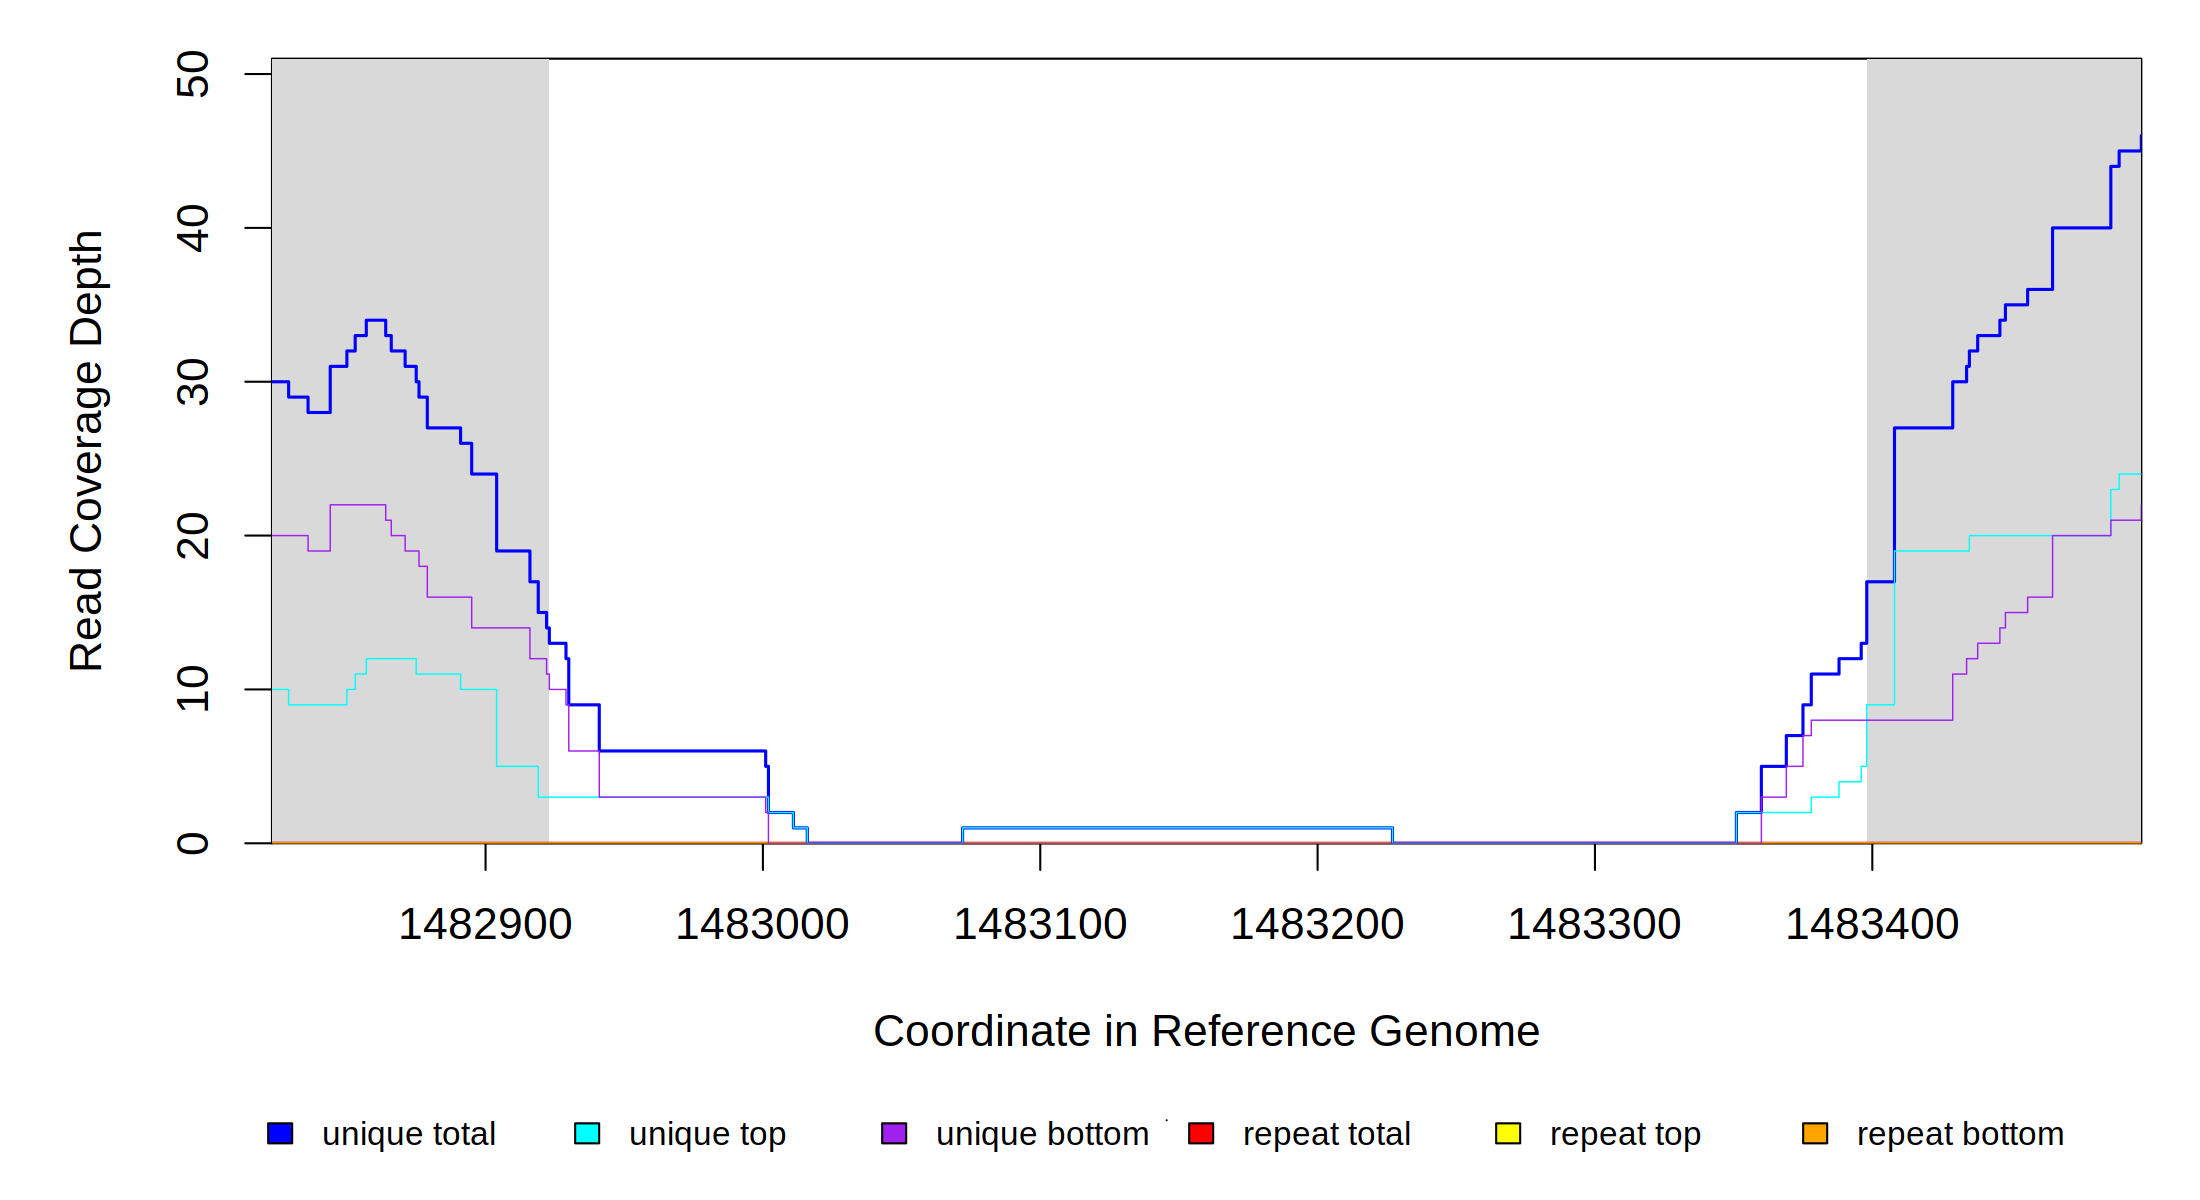 50
40
30
20
10
0
Read Coverage Depth
1482900 1483000 1483100 1483200 1483300 1483400
Coordinate in Reference Genome
unique total unique top unique bottom repeat total repeat top repeat bottom